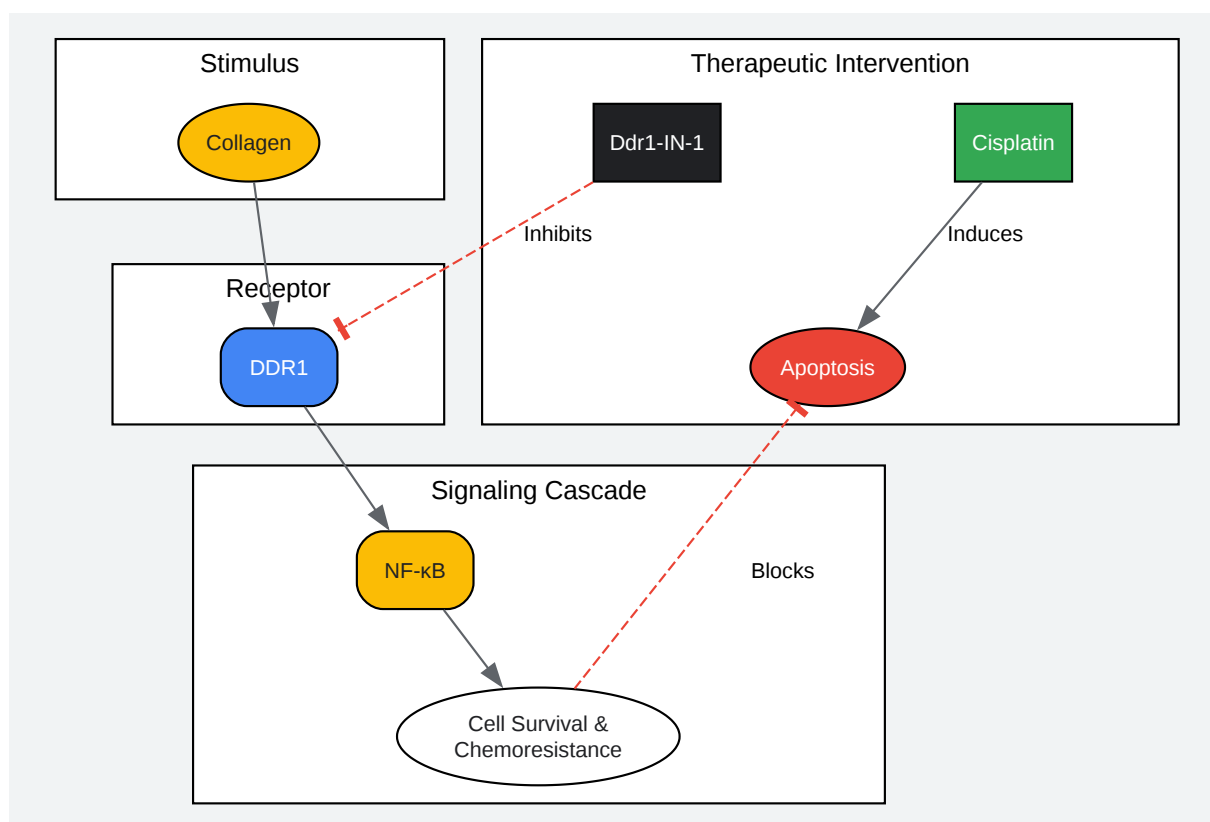 Stimulus
Therapeutic Intervention
Collagen
Ddr1-IN-1
Cisplatin
Inhibits
Induces
Receptor
DDR1
Apoptosis
Signaling Cascade
NF-κB
Blocks
Cell Survival &
Chemoresistance